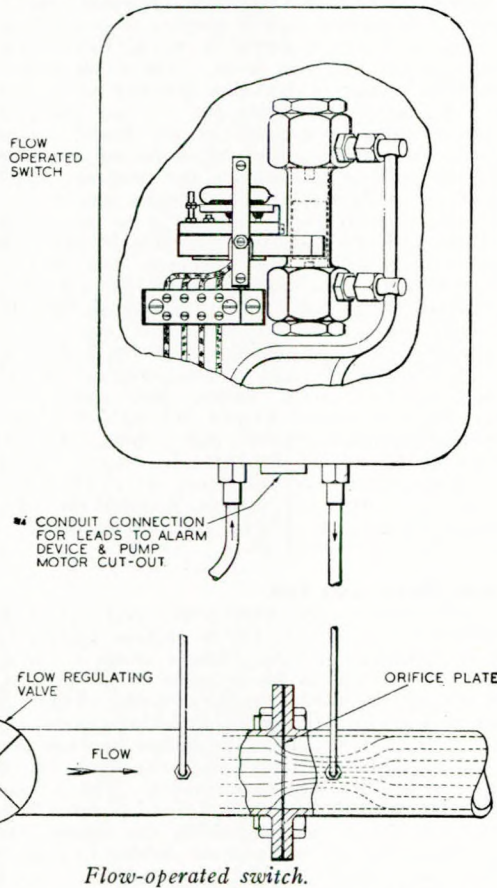 FLOW
OPERATED
SWITCH
CONDUIT CONNECTION
FOR LEADS TO ALARM
DEVICE & PUMP
MOTOR CUT-OUT
FLOW REGULATING
VALVE
ORIFICE PLATE
FLOW
Flow-operated switch.